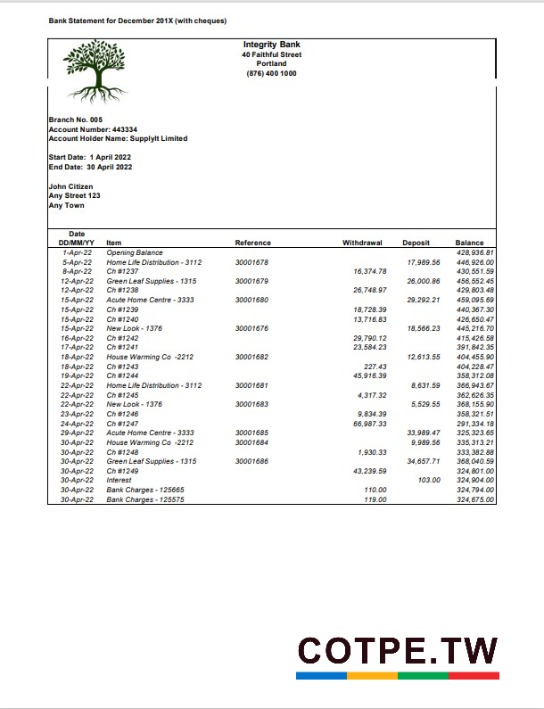 Bank Statement for December 201X (with cheques)
Integrity Bank
40 Faithful Street
Portland
(876) 400 1000
Branch No. 005
Account Number: 443334
Account Holder Name: SupplyIt Limited
Start Date: 1 April 2022
End Date: 30 April 2022
John Citizen
Any Street 123
Any Town
Date
DD/MM/YY Item Reference Withdrawal Deposit Balance
1-Apr-22 Opening Balance 428,936.81
5-Apr-22 Home Life Distribution - 3112 30001678 17,989.56 446,926.00
8-Apr-22 Ch #1237 16,374.78 430,551.59
12-Apr-22 Green Leaf Supplies - 1315 30001679 26,000.86 456,552.45
12-Apr-22 Ch #1238 26,748.97 429,803.48
15-Apr-22 Acute Home Centre - 3333 30001680 29,292.21 459,095.69
15-Apr-22 Ch #1239 18,728.39 440,367.30
15-Apr-22 Ch #1240 13,716.83 426,650.47
15-Apr-22 New Look - 1376 30001676 18,566.23 445,216.70
16-Apr-22 Ch #1242 29,790.12 415,426.58
17-Apr-22 Ch #1241 23,584.23 391,842.35
18-Apr-22 House Warming Co -2212 30001682 12,613.55 404,455.90
18-Apr-22 Ch #1243 227.43 404,228.47
19-Apr-22 Ch #1244 45,916.39 358,312.08
22-Apr-22 Home Life Distribution - 3112 30001681 8,631.59 366,943.67
22-Apr-22 Ch #1245 4,317.32 362,626.35
22-Apr-22 New Look - 1376 30001683 5,529.55 368,155.90
23-Apr-22 Ch #1246 9,834.39 358,321.51
24-Apr-22 Ch #1247 66,987.33 291,334.18
29-Apr-22 Acute Home Centre - 3333 30001685 33,989.47 325,323.65
30-Apr-22 House Warming Co -2212 30001684 9,989.56 335,313.21
30-Apr-22 Ch #1248 1,930.33 333,382.88
30-Apr-22 Green Leaf Supplies - 1315 30001686 34,657.71 368,040.59
30-Apr-22 Ch #1249 43,239.59 324,801.00
30-Apr-22 Interest 103.00 324,904.00
30-Apr-22 Bank Charges - 125665 110.00 324,794.00
30-Apr-22 Bank Charges - 125575 119.00 324,675.00
COTPE.TW